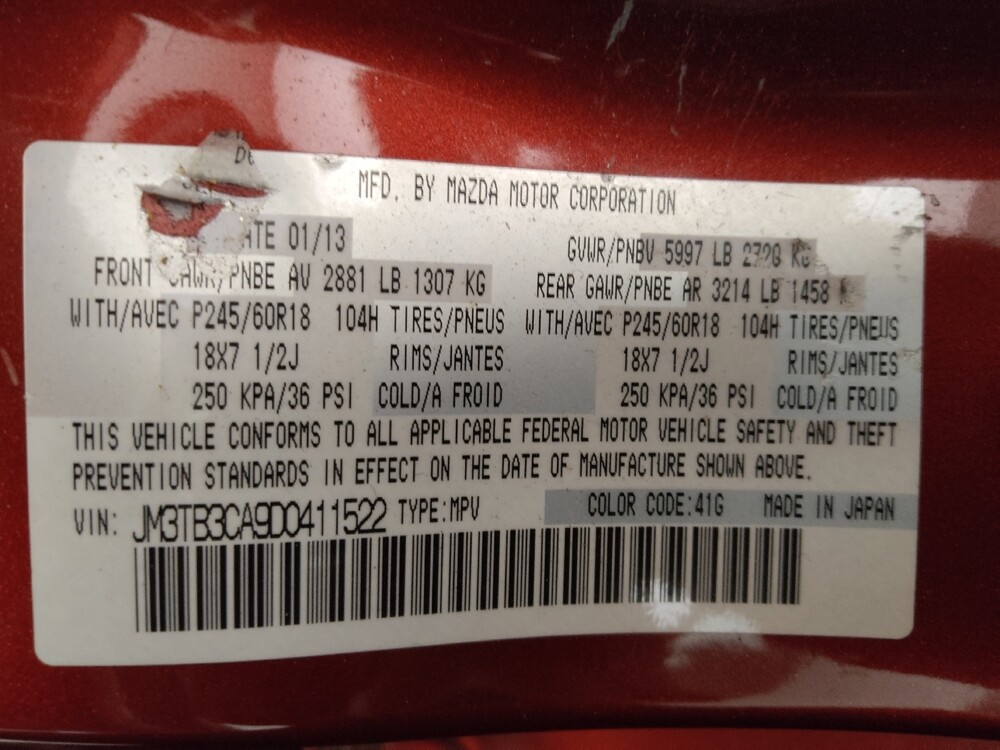 MFD. BY MAZDA MOTOR CORPORATION
01/13 GVWR/PNBV 5997 LB 2720 KG
FRONT GAWR/PNBE AV 2881 LB 1307 KG REAR GAWR/PNBE AR 3214 LB 1458
WITH/AVEC P245/60R18 104H TIRES/PNEUS WITH/AVEC P245/60R18 104H TIRES/PNEUS
18X7 1/2J RIMS/JANTES 18X7 1/2J RIMS/JANTES
250 KPA/36 PSI COLD/A FROID 250 KPA/36 PSI COLD/A FROID
THIS VEHICLE CONFORMS TO ALL APPLICABLE FEDERAL MOTOR VEHICLE SAFETY AND THEFT
PREVENTION STANDARDS IN EFFECT ON THE DATE OF MANUFACTURE SHOWN ABOVE.
VIN: JM3TB3CA9D0411522 TYPE:MPV COLOR CODE:41G MADE IN JAPAN